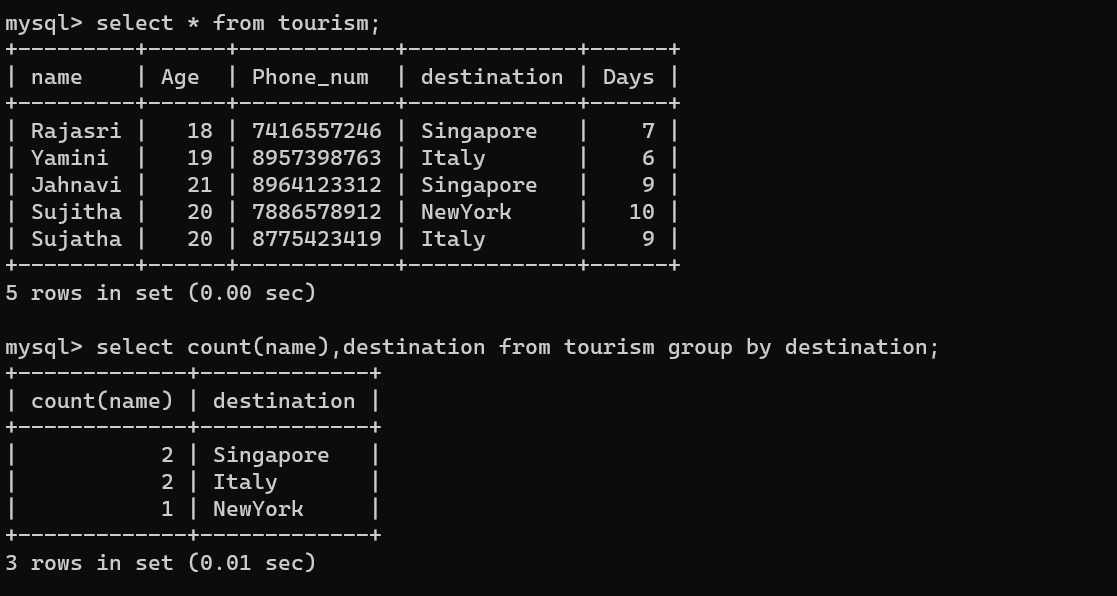 mysql> select * from tourism;
+---------+------+------------+-------------+------+
| name    | Age  | Phone_num  | destination | Days |
+---------+------+------------+-------------+------+
| Rajasri |   18 | 7416557246 | Singapore   |    7 |
| Yamini  |   19 | 8957398763 | Italy       |    6 |
| Jahnavi |   21 | 8964123312 | Singapore   |    9 |
| Sujitha |   20 | 7886578912 | NewYork     |   10 |
| Sujatha |   20 | 8775423419 | Italy       |    9 |
+---------+------+------------+-------------+------+
5 rows in set (0.00 sec)

mysql> select count(name),destination from tourism group by destination;
+-------------+-------------+
| count(name) | destination |
+-------------+-------------+
|           2 | Singapore   |
|           2 | Italy       |
|           1 | NewYork     |
+-------------+-------------+
3 rows in set (0.01 sec)